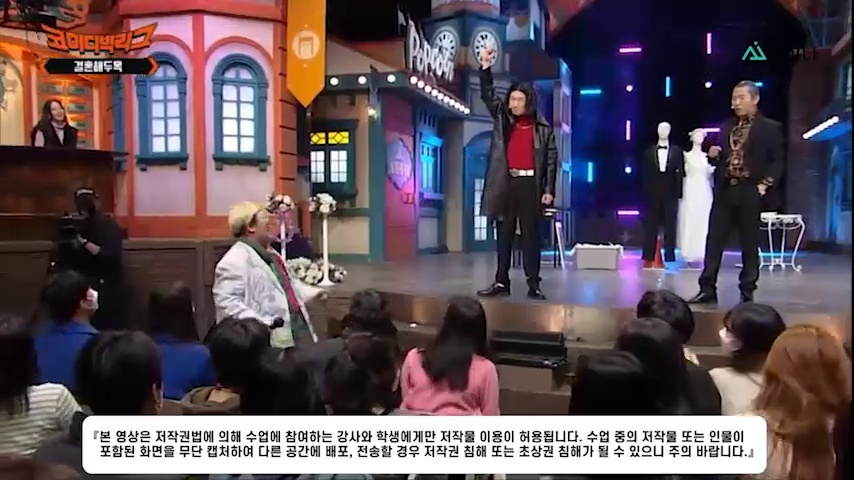 코미디빅리그
결혼해두목
Popcorn
『본 영상은 저작권법에 의해 수업에 참여하는 강사와 학생에게만 저작물 이용이 허용됩니다. 수업 중의 저작물 또는 인물이
포함된 화면을 무단 캡처하여 다른 공간에 배포, 전송할 경우 저작권 침해 또는 초상권 침해가 될 수 있으니 주의 바랍니다.』